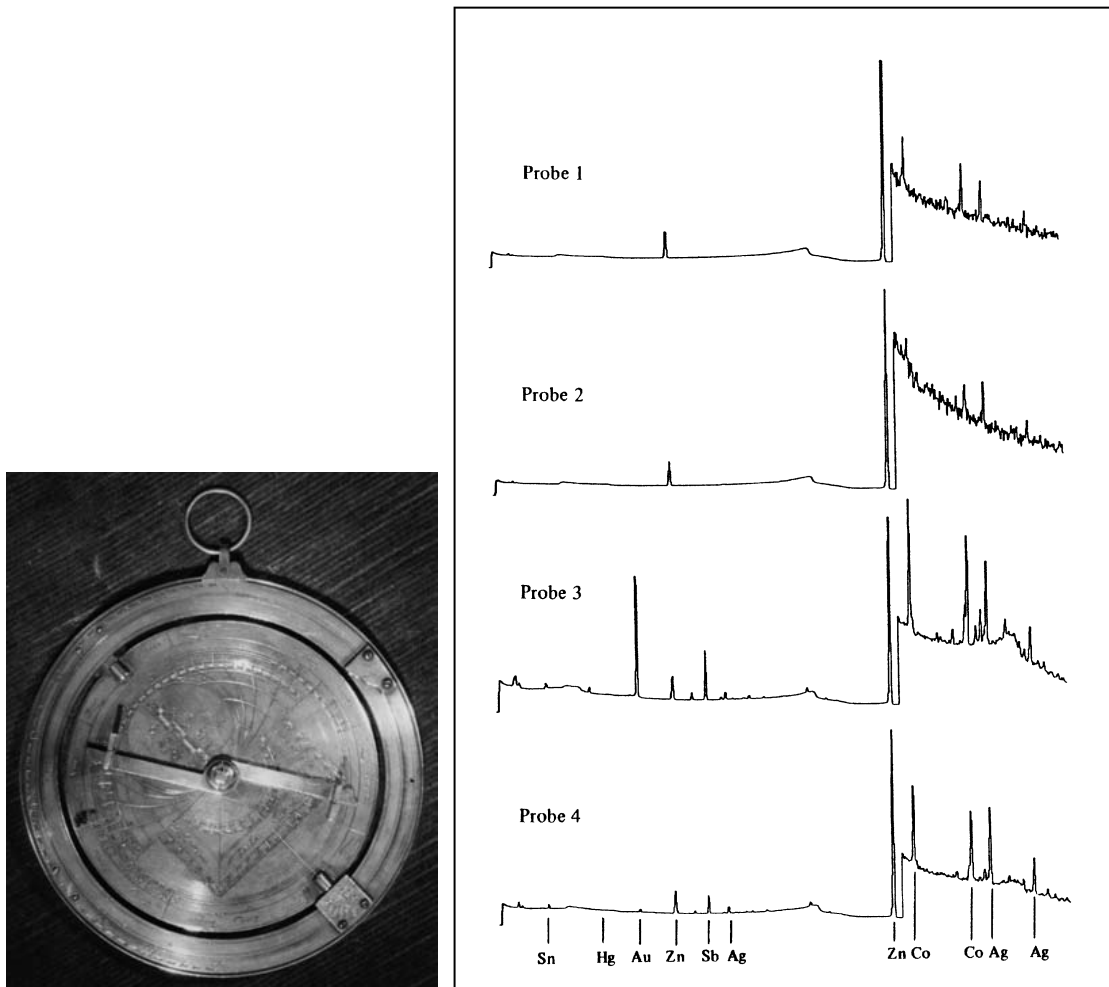 Probe 1
Probe 2
Probe 3
Probe 4
Sn Hg Au Zn Sb Ag Zn Co Co Ag Ag